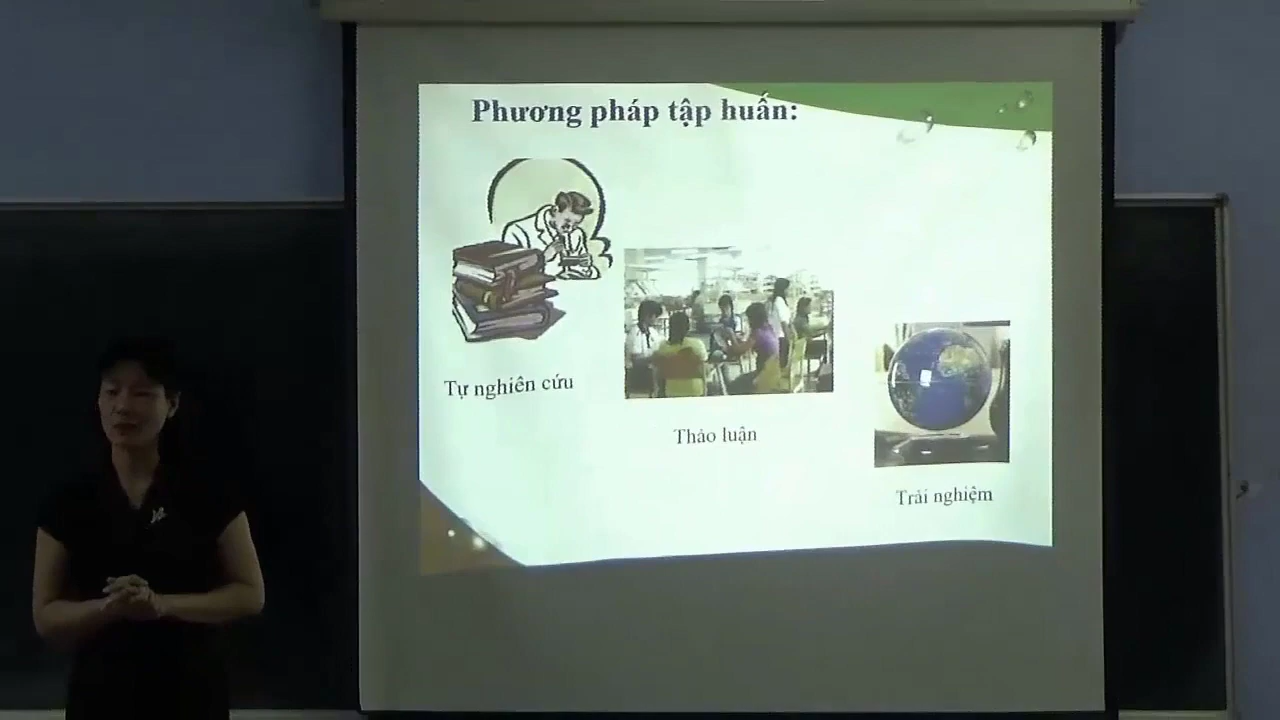 Phương pháp tập huấn:
Tự nghiên cứu
Thảo luận
Trải nghiệm